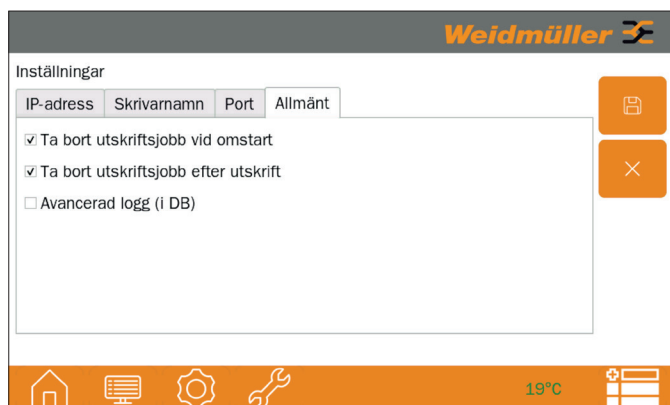 Weidmüller
Inställningar
IP-adress Skrivarnamn Port Allmänt
Ta bort utskriftsjobb vid omstart
Ta bort utskriftsjobb efter utskrift
Avancerad logg (i DB)
19°C